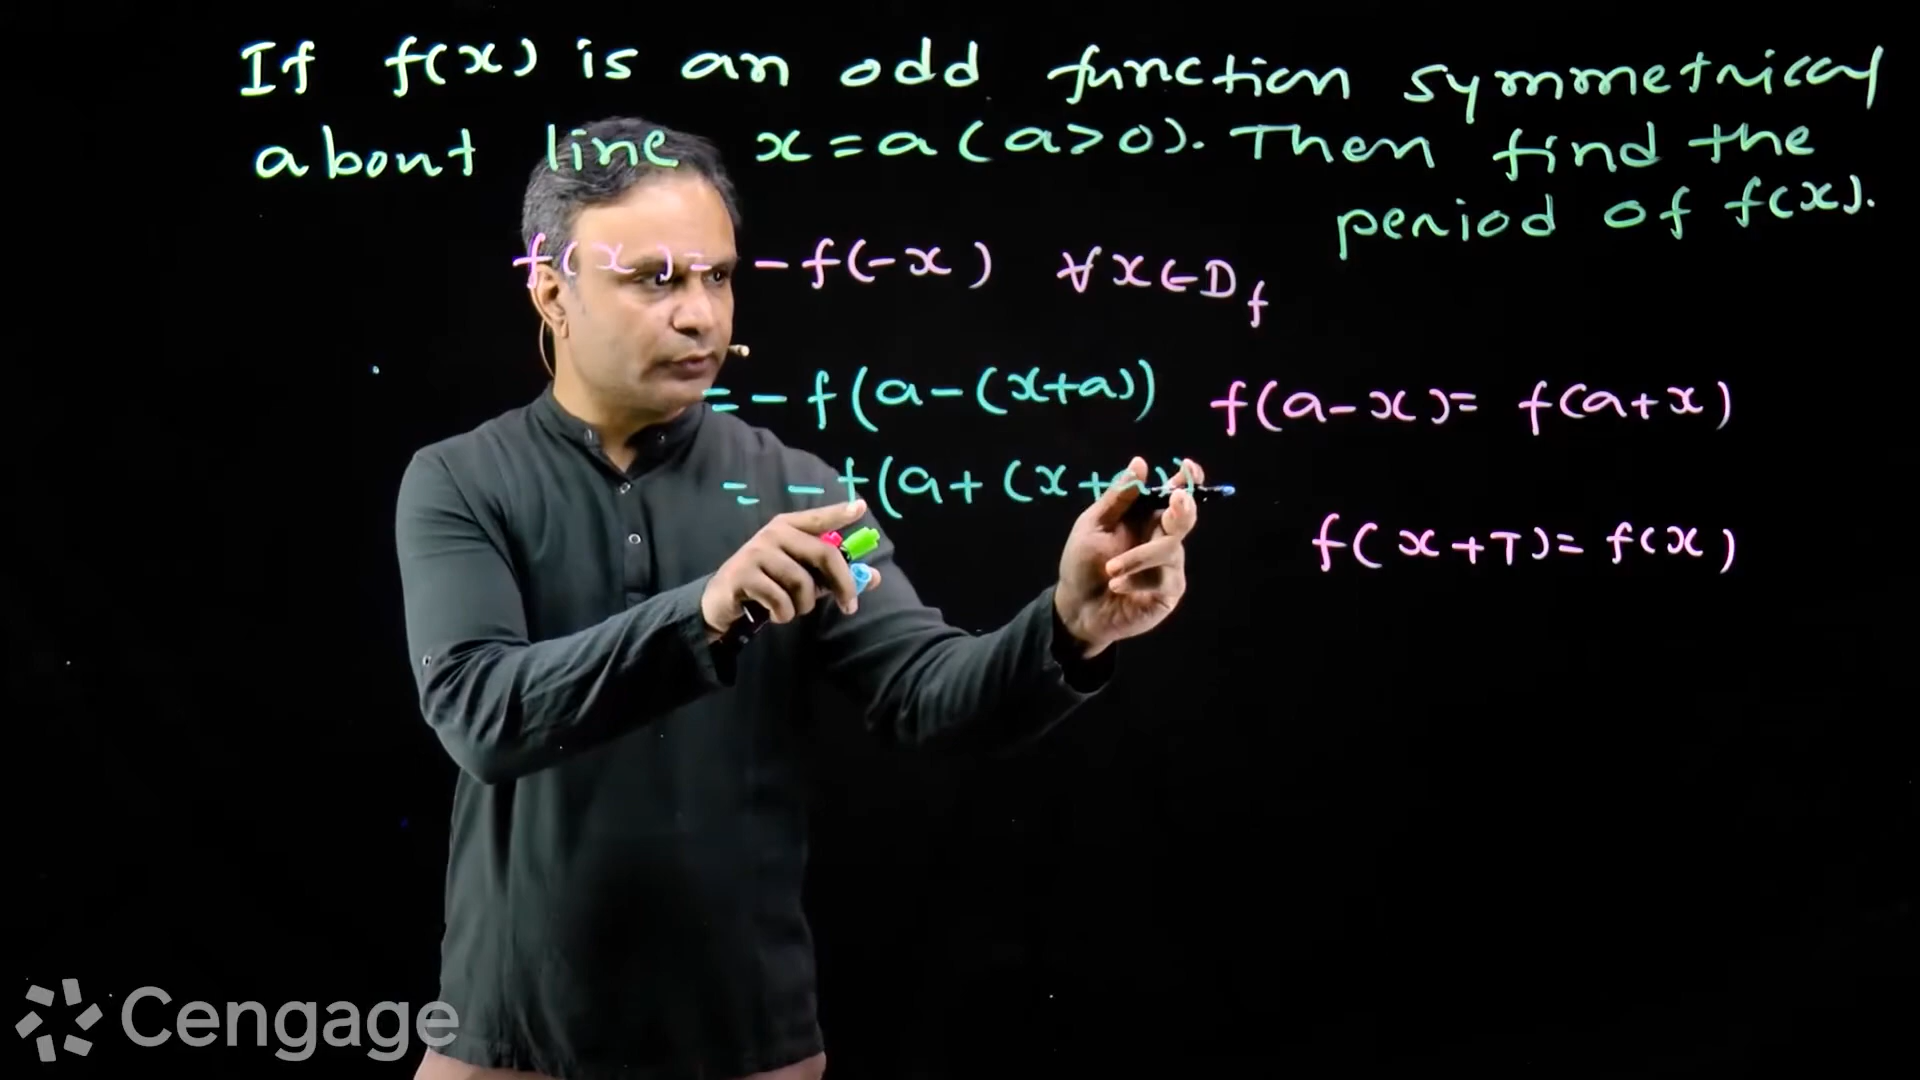 If f(x) is an odd function symmetrical
about line x = a (a>0). Then find the
period of f(x).
f(x) = - f(-x) ∀ x ∈ D_f
= - f(a-(x+a)) f(a-x) = f(a+x)
= - f(a+(x+a))
f(x+T) = f(x)
Cengage